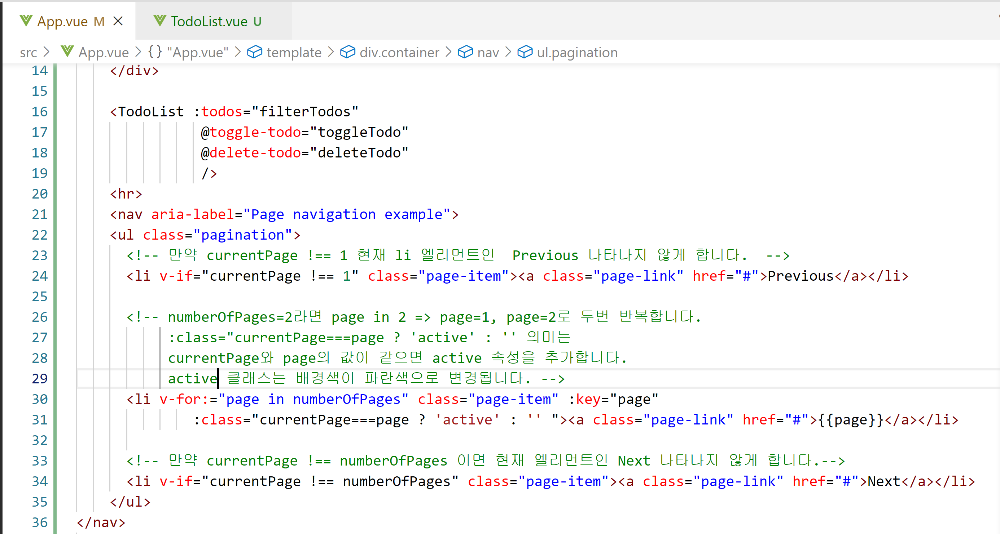 App.vue M TodoList.vue U
src > App.vue > {} "App.vue" > template > div.container > nav > ul.pagination
14 </div>
15
16 <TodoList :todos="filterTodos"
17 @toggle-todo="toggleTodo"
18 @delete-todo="deleteTodo"
19 />
20 <hr>
21 <nav aria-label="Page navigation example">
22 <ul class="pagination">
23 <!-- 만약 currentPage !== 1 현재 li 엘리먼트인  Previous 나타나지 않게 합니다.  -->
24 <li v-if="currentPage !== 1" class="page-item"><a class="page-link" href="#">Previous</a></li>
25
26 <!-- numberOfPages=2라면 page in 2 => page=1, page=2로 두번 반복합니다.
27 :class="currentPage===page ? 'active' : '' 의미는
28 currentPage와 page의 값이 같으면 active 속성을 추가합니다.
29 active 클래스는 배경색이 파란색으로 변경됩니다. -->
30 <li v-for:="page in numberOfPages" class="page-item" :key="page"
31 :class="currentPage===page ? 'active' : '' "><a class="page-link" href="#">{{page}}</a></li>
32
33 <!-- 만약 currentPage !== numberOfPages 이면 현재 엘리먼트인 Next 나타나지 않게 합니다.-->
34 <li v-if="currentPage !== numberOfPages" class="page-item"><a class="page-link" href="#">Next</a></li>
35 </ul>
36 </nav>